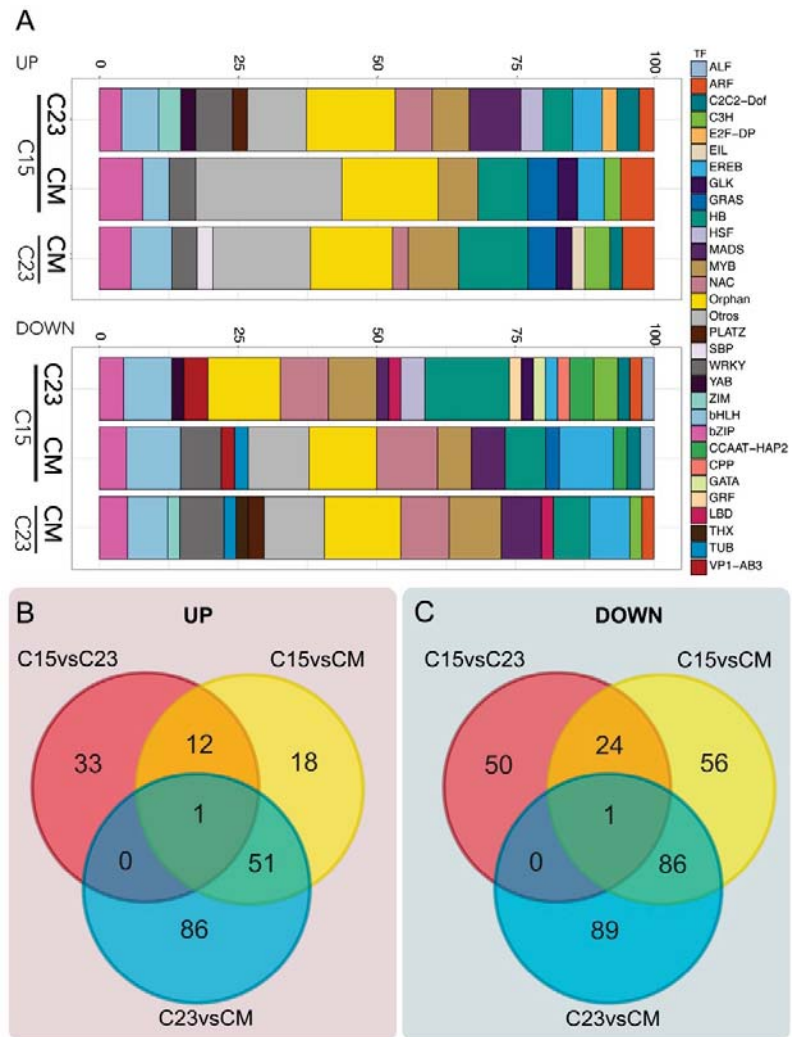 A
UP
0
25
50
75
100
C23
C15
CM
CM
C23
DOWN
0
25
50
75
100
C23
C15
CM
CM
C23
TF
ALF
ARF
C2C2-Dof
C3H
E2F-DP
EIL
EREB
GLK
GRAS
HB
HSF
MADS
MYB
NAC
Orphan
Otros
PLATZ
SBP
WRKY
YAB
ZIM
bHLH
bZIP
CCAAT-HAP2
CPP
GATA
GRF
LBD
THX
TUB
VP1-AB3
B
UP
C15vsC23
C15vsCM
33
12
18
1
0
51
86
C23vsCM
C
DOWN
C15vsC23
C15vsCM
50
24
56
1
0
86
89
C23vsCM